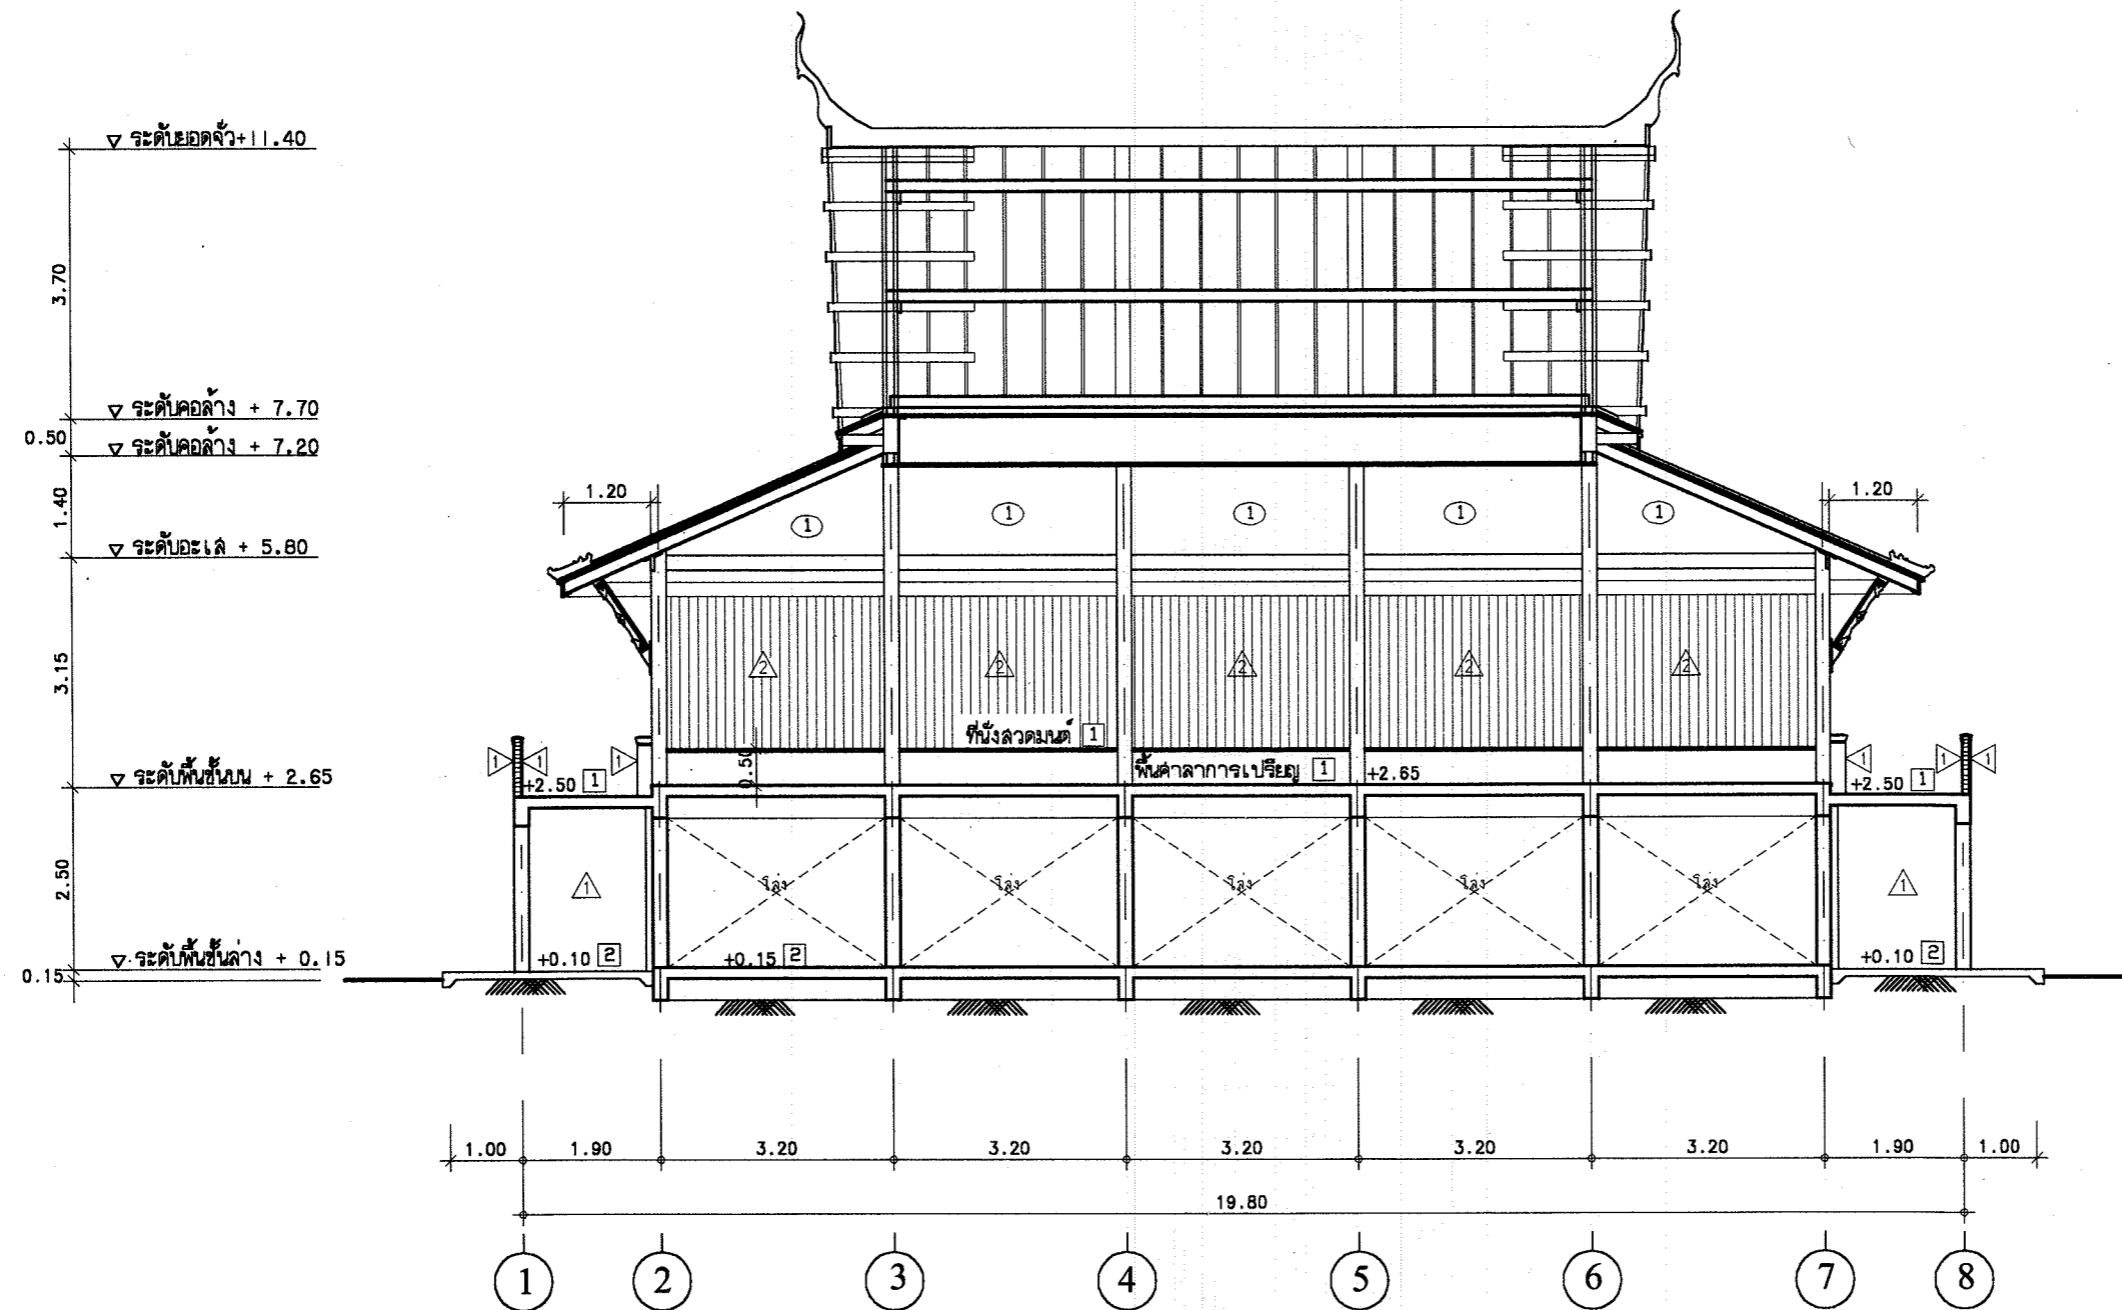 ระดับยอดจั่ว+11.40
3.70
ระดับคอล้าง + 7.70
0.50
ระดับคอล้าง + 7.20
1.40
1.20
1.20
1 1 1 1 1
ระดับอะเส + 5.80
3.15
2 2 2 2 2
ที่นั่งสวดมนต์ 1
0.50
1 1 1 1 1 1
ระดับพื้นชั้นบน + 2.65
+2.50 1
พื้นศาลาการเปรียญ 1 +2.65
+2.50 1
2.50
1 โล่ง โล่ง โล่ง โล่ง โล่ง 1
ระดับพื้นชั้นล่าง + 0.15
+0.10 2
+0.15 2
+0.10 2
0.15
1.00 1.90 3.20 3.20 3.20 3.20 3.20 1.90 1.00
19.80
1 2 3 4 5 6 7 8